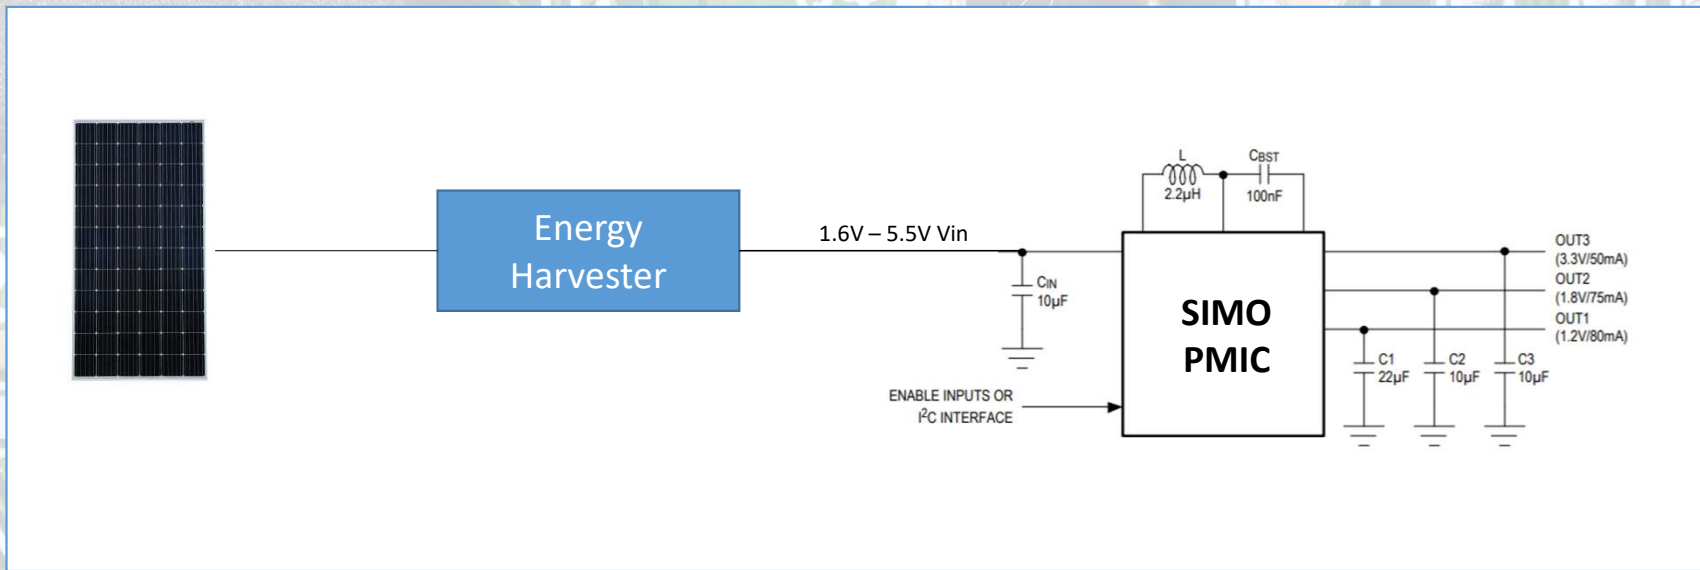 Energy
Harvester
1.6V – 5.5V Vin
CIN
10µF
ENABLE INPUTS OR
I²C INTERFACE
L
2.2µH
CBST
100nF
SIMO
PMIC
OUT3
(3.3V/50mA)
OUT2
(1.8V/75mA)
OUT1
(1.2V/80mA)
C1
22µF
C2
10µF
C3
10µF